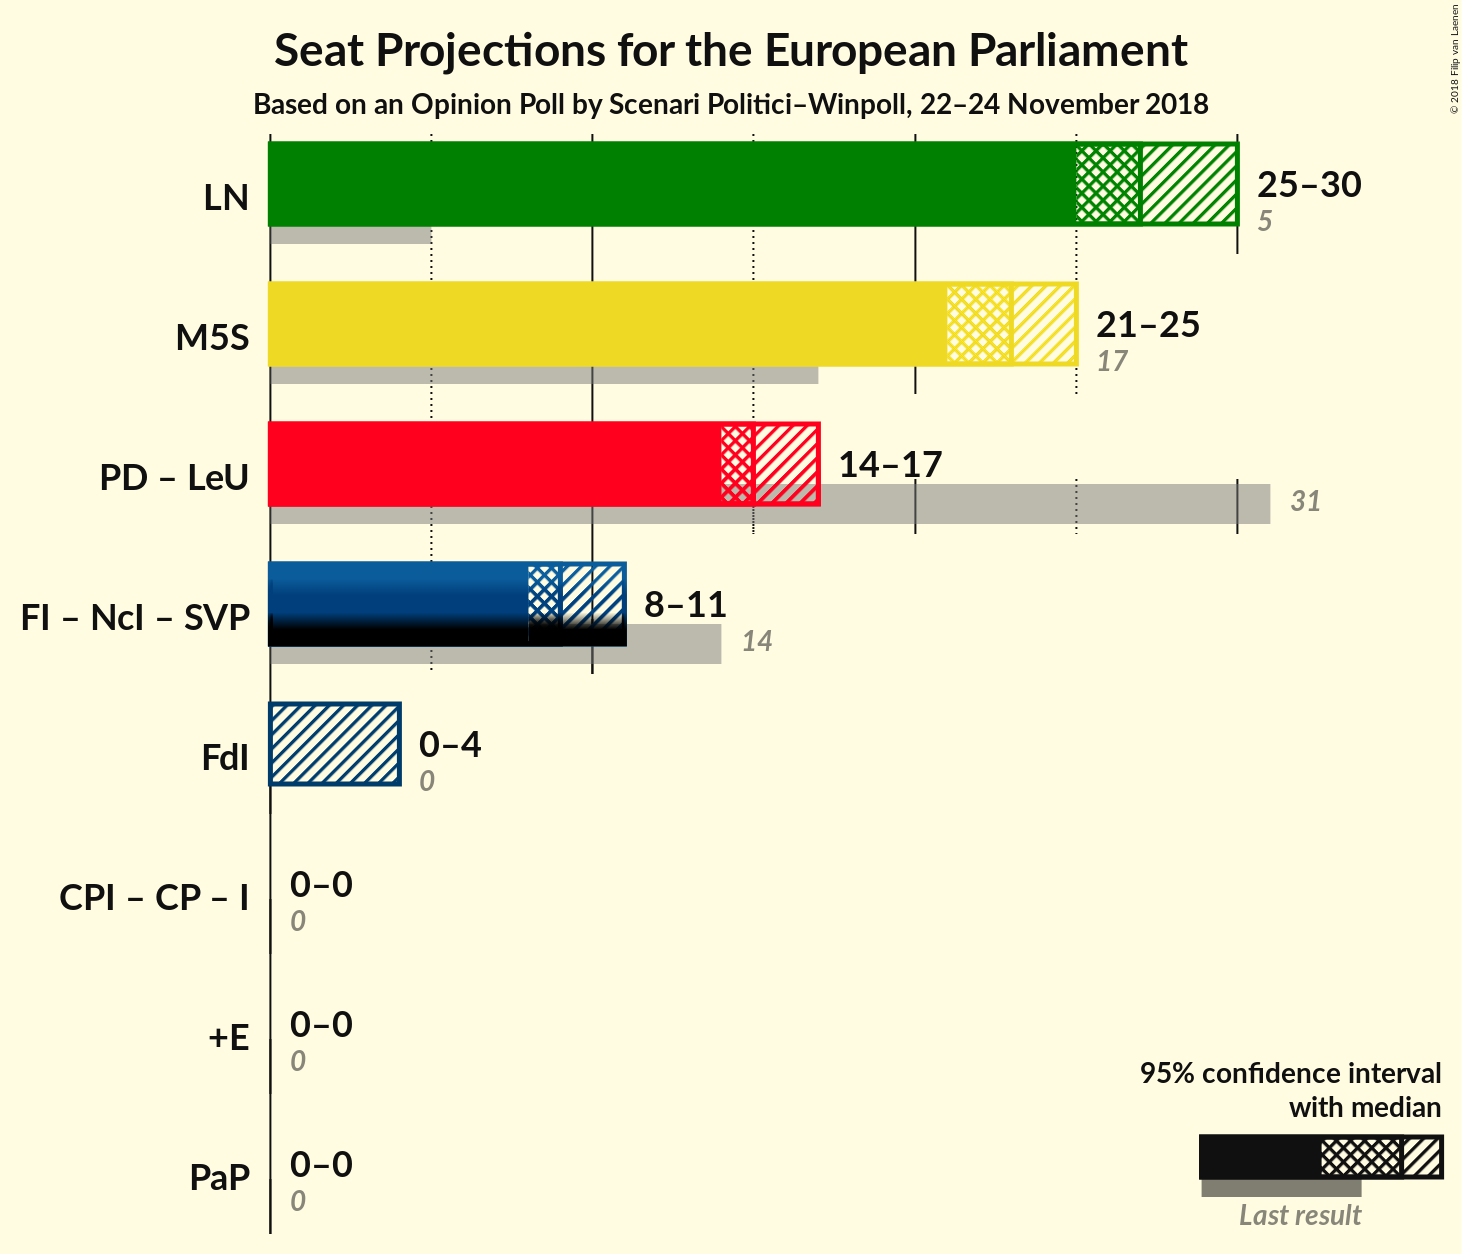 Seat Projections for the European Parliament
Based on an Opinion Poll by Scenari Politici–Winpoll, 22–24 November 2018
© 2018 Filip van Laenen
LN
25–30
5
M5S
21–25
17
PD – LeU
14–17
31
FI – NcI – SVP
8–11
14
FdI
0–4
0
CPI – CP – I
0–0
0
+E
0–0
0
PaP
0–0
0
95% confidence interval
with median
Last result